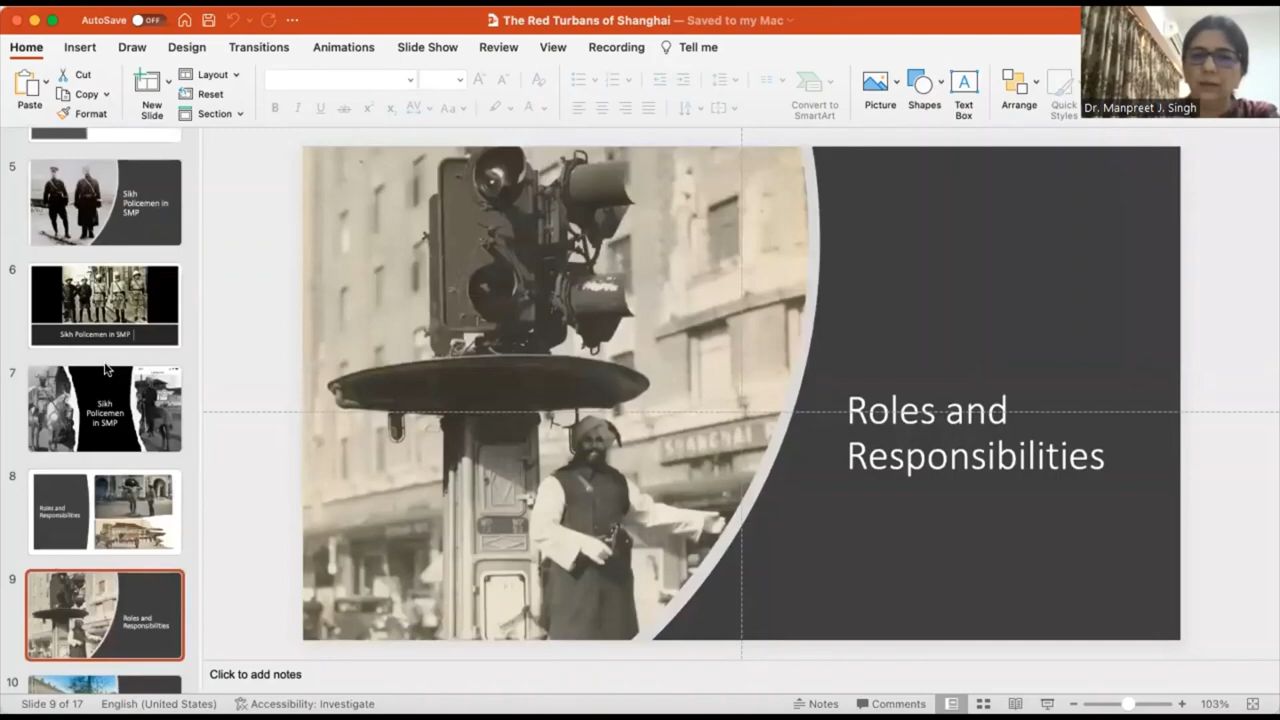 AutoSave
OFF
The Red Turbans of Shanghai — Saved to my Mac
Home
Insert
Draw
Design
Transitions
Animations
Slide Show
Review
View
Recording
Tell me
Paste
Cut
Copy
Format
New
Slide
Layout
Reset
Section
Convert to
SmartArt
Picture
Shapes
Text
Box
Arrange
Quick
Styles
Dr. Manpreet J. Singh
5
Sikh
Policemen in
SMP
6
Sikh Policemen in SMP
7
Sikh
Policemen
in SMP
8
Roles and
Responsibilities
9
Roles and
Responsibilities
10
SHANGHAI
Roles and
Responsibilities
Click to add notes
Slide 9 of 17
English (United States)
Accessibility: Investigate
Notes
Comments
103%